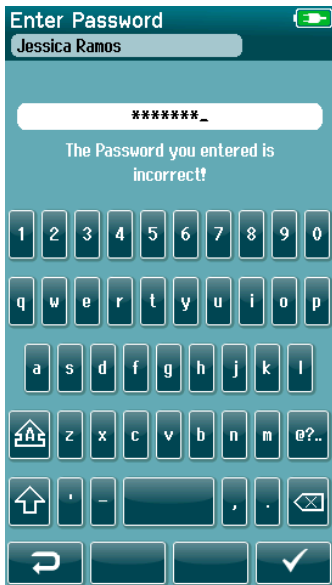 Enter Password
Jessica Ramos
*******_
The Password you entered is
incorrect!
1 2 3 4 5 6 7 8 9 0
q w e r t y u i o p
a s d f g h j k l
A z x c v b n m @?..
' - , .